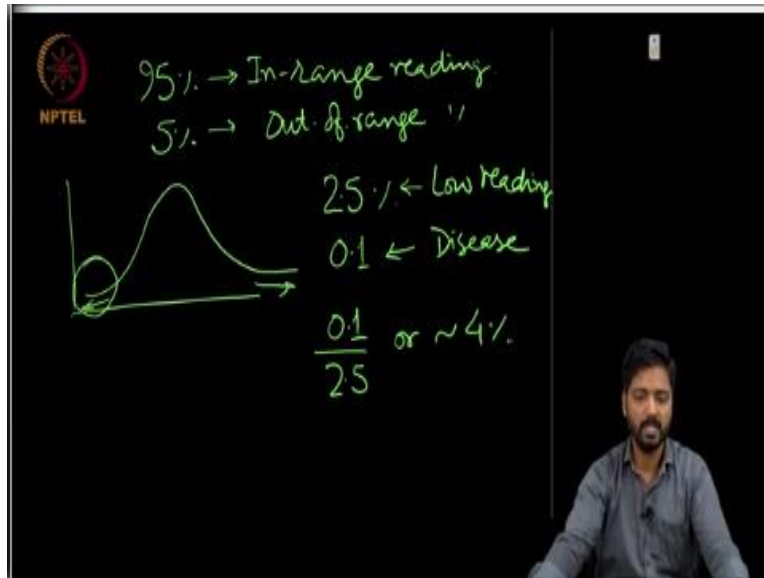 95% → In-range reading.
5% → Out of range "
2.5% ← Low reading
0.1 ← Disease
0.1 / 2.5 or ~ 4%.
NPTEL